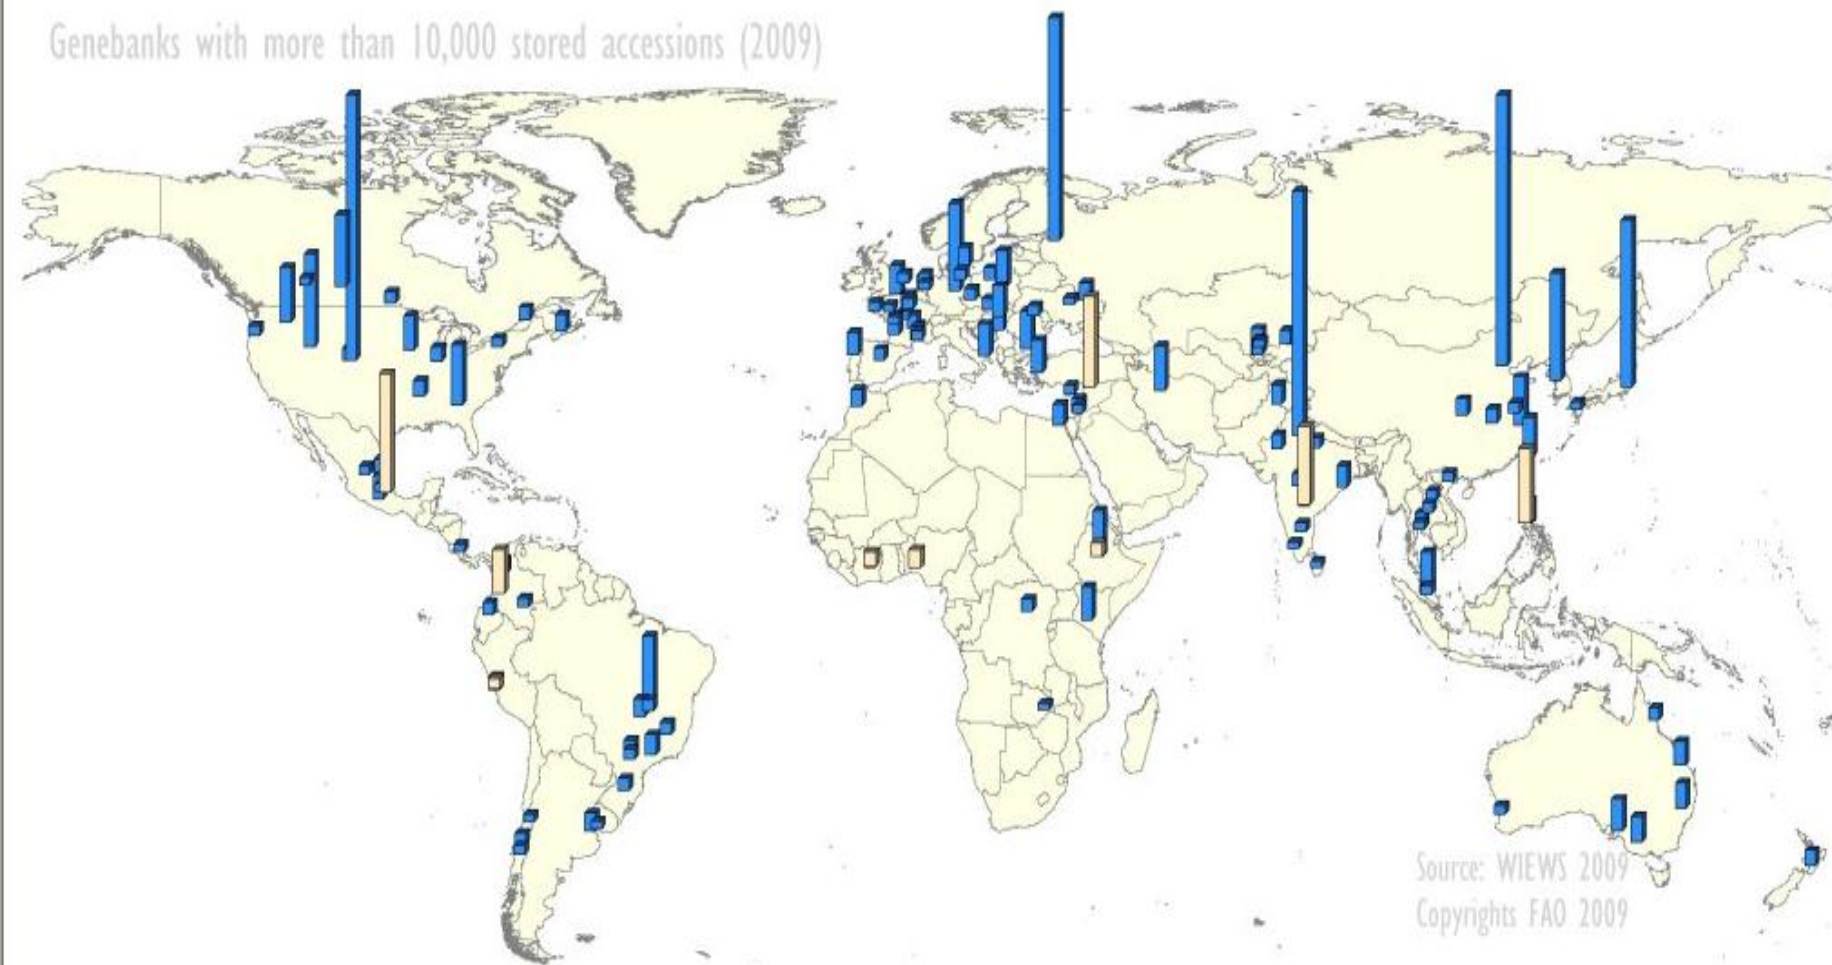 Genebanks with more than 10,000 stored accessions (2009)
Source: WIEWS 2009
Copyrights FAO 2009